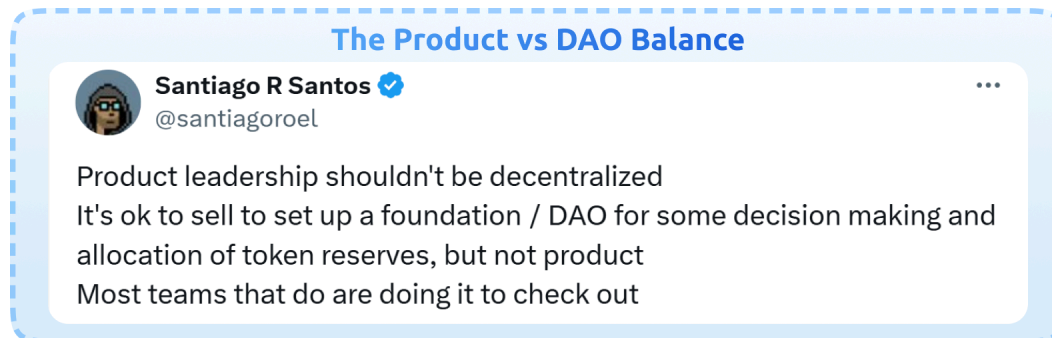 The Product vs DAO Balance
Santiago R Santos
@santiagoroel
Product leadership shouldn't be decentralized
It's ok to sell to set up a foundation / DAO for some decision making and
allocation of token reserves, but not product
Most teams that do are doing it to check out